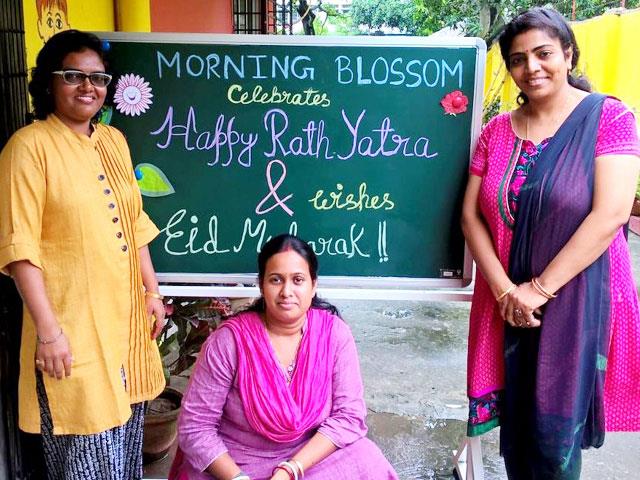 MORNING BLOSSOM
Celebrates
Happy Rath Yatra
& wishes
Eid Mubarak !!